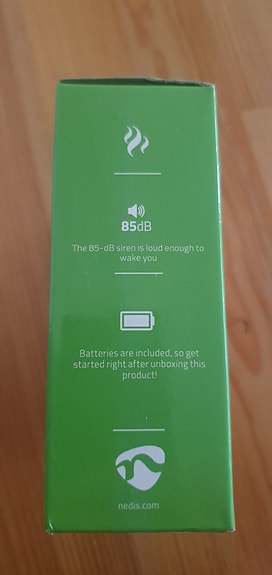 85dB
The 85-dB siren is loud enough to
wake you
Batteries are included, so get
started right after unboxing this
product!
nedis.com